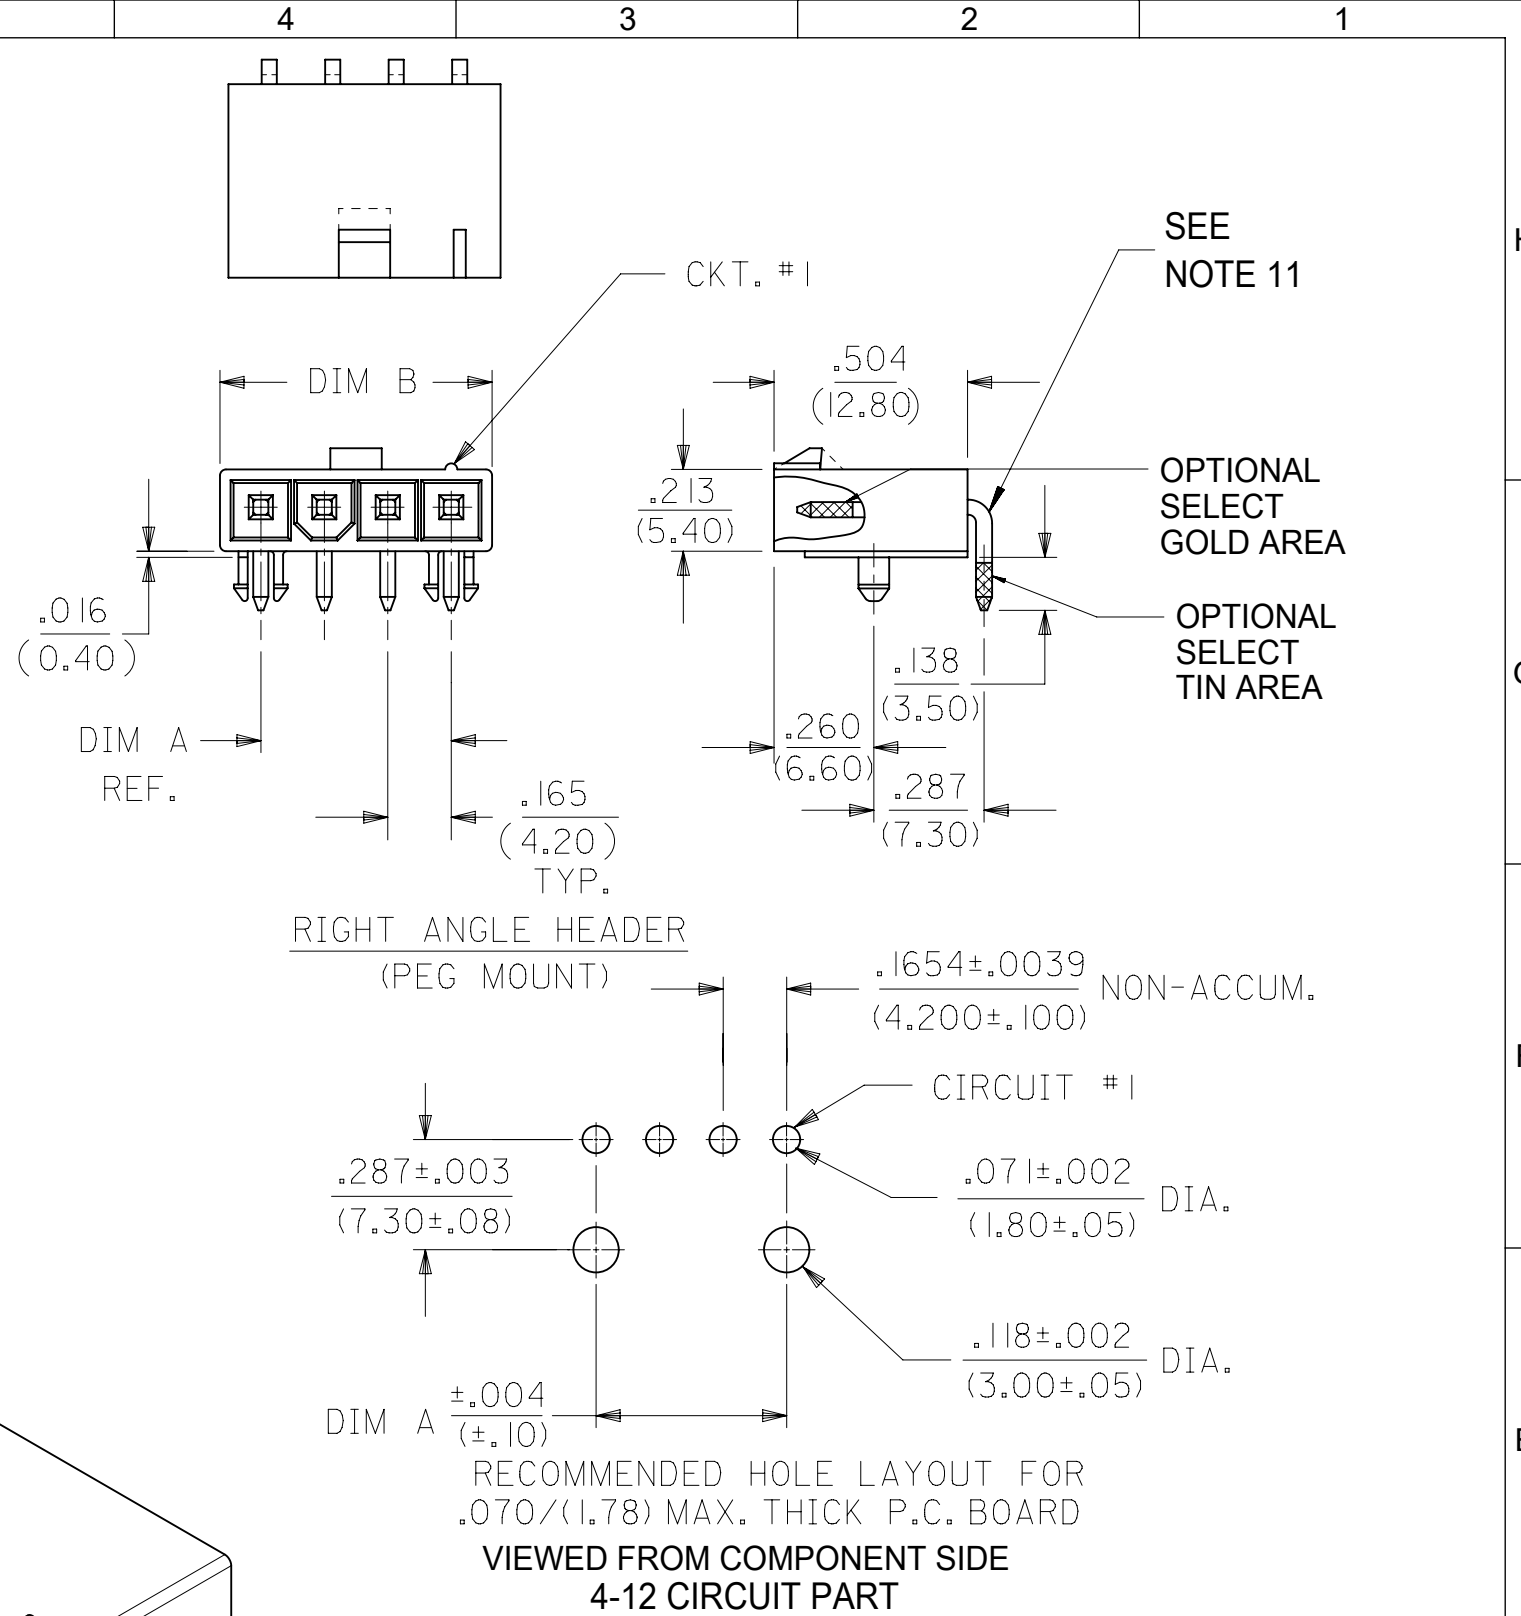 4 3 2 1
SEE
NOTE 11
CKT. #1
DIM B
.504
(12.80)
.213
(5.40)
OPTIONAL
SELECT
GOLD AREA
.016
(0.40)
OPTIONAL
SELECT
TIN AREA
.138
(3.50)
DIM A
REF.
.260
(6.60)
.165
(4.20)
TYP.
.287
(7.30)
RIGHT ANGLE HEADER
(PEG MOUNT)
.1654±.0039
(4.200±.100)
NON-ACCUM.
CIRCUIT #1
.287±.003
(7.30±.08)
.071±.002
(1.80±.05)
DIA.
.118±.002
(3.00±.05)
DIA.
DIM A ±.004
(±.10)
RECOMMENDED HOLE LAYOUT FOR
.070/(1.78) MAX. THICK P.C. BOARD
VIEWED FROM COMPONENT SIDE
4-12 CIRCUIT PART